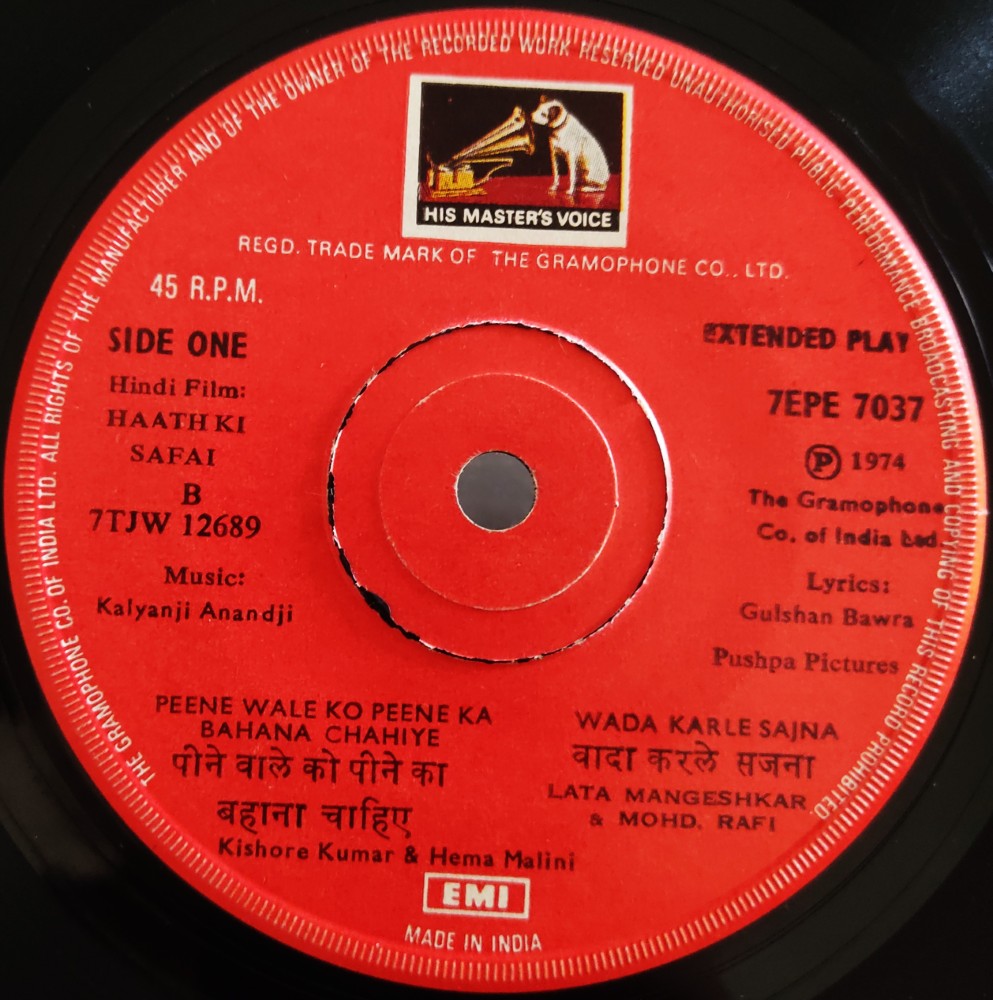 THE GRAMOPHONE CO. OF INDIA LTD. ALL RIGHTS OF THE MANUFACTURER AND OF THE OWNER OF THE RECORDED WORK RESERVED UNAUTHORISED PUBLIC PERFORMANCE BROADCASTING AND COPYING OF THIS RECORD PROHIBITED
HIS MASTER'S VOICE
REGD. TRADE MARK OF THE GRAMOPHONE CO., LTD.
45 R.P.M.
SIDE ONE
Hindi Film:
HAATH KI
SAFAI
B
7TJW 12689
Music:
Kalyanji Anandji
EXTENDED PLAY
7EPE 7037
Ⓟ 1974
The Gramophone
Co. of India Ltd.
Lyrics:
Gulshan Bawra
Pushpa Pictures
PEENE WALE KO PEENE KA
BAHANA CHAHIYE
पीने वाले को पीने का
बहाना चाहिए
Kishore Kumar & Hema Malini
WADA KARLE SAJNA
वादा करले सजना
LATA MANGESHKAR
& MOHD. RAFI
EMI
MADE IN INDIA